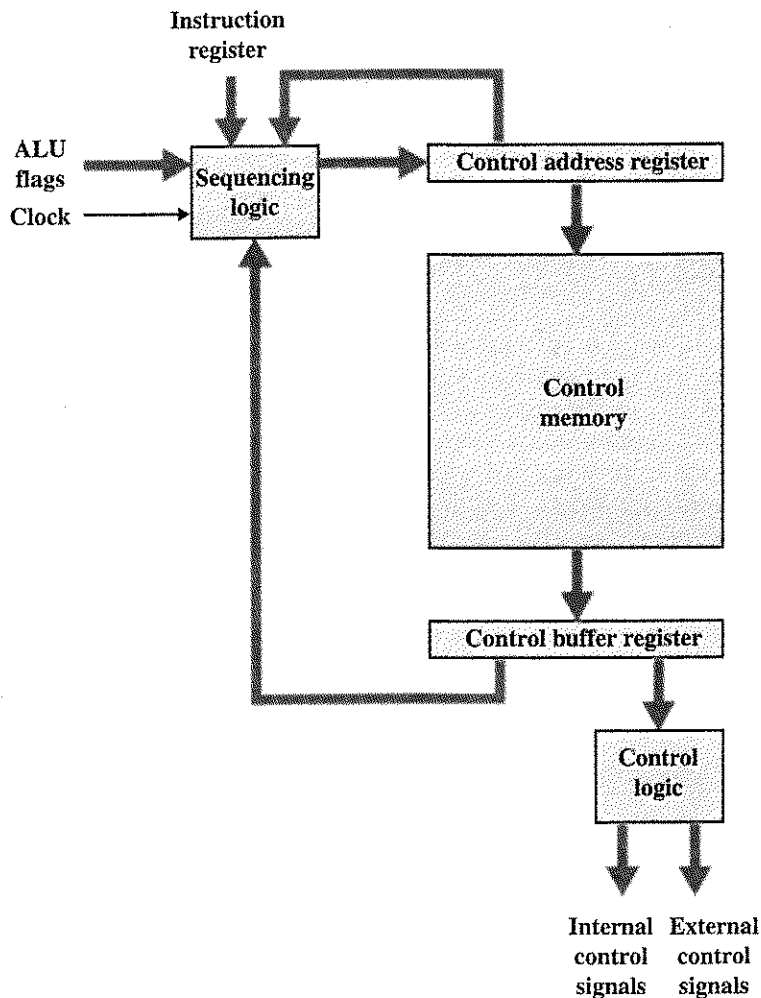 Instruction
register
ALU
flags
Clock
Sequencing
logic
Control address register
Control
memory
Control buffer register
Control
logic
Internal
control
signals
External
control
signals